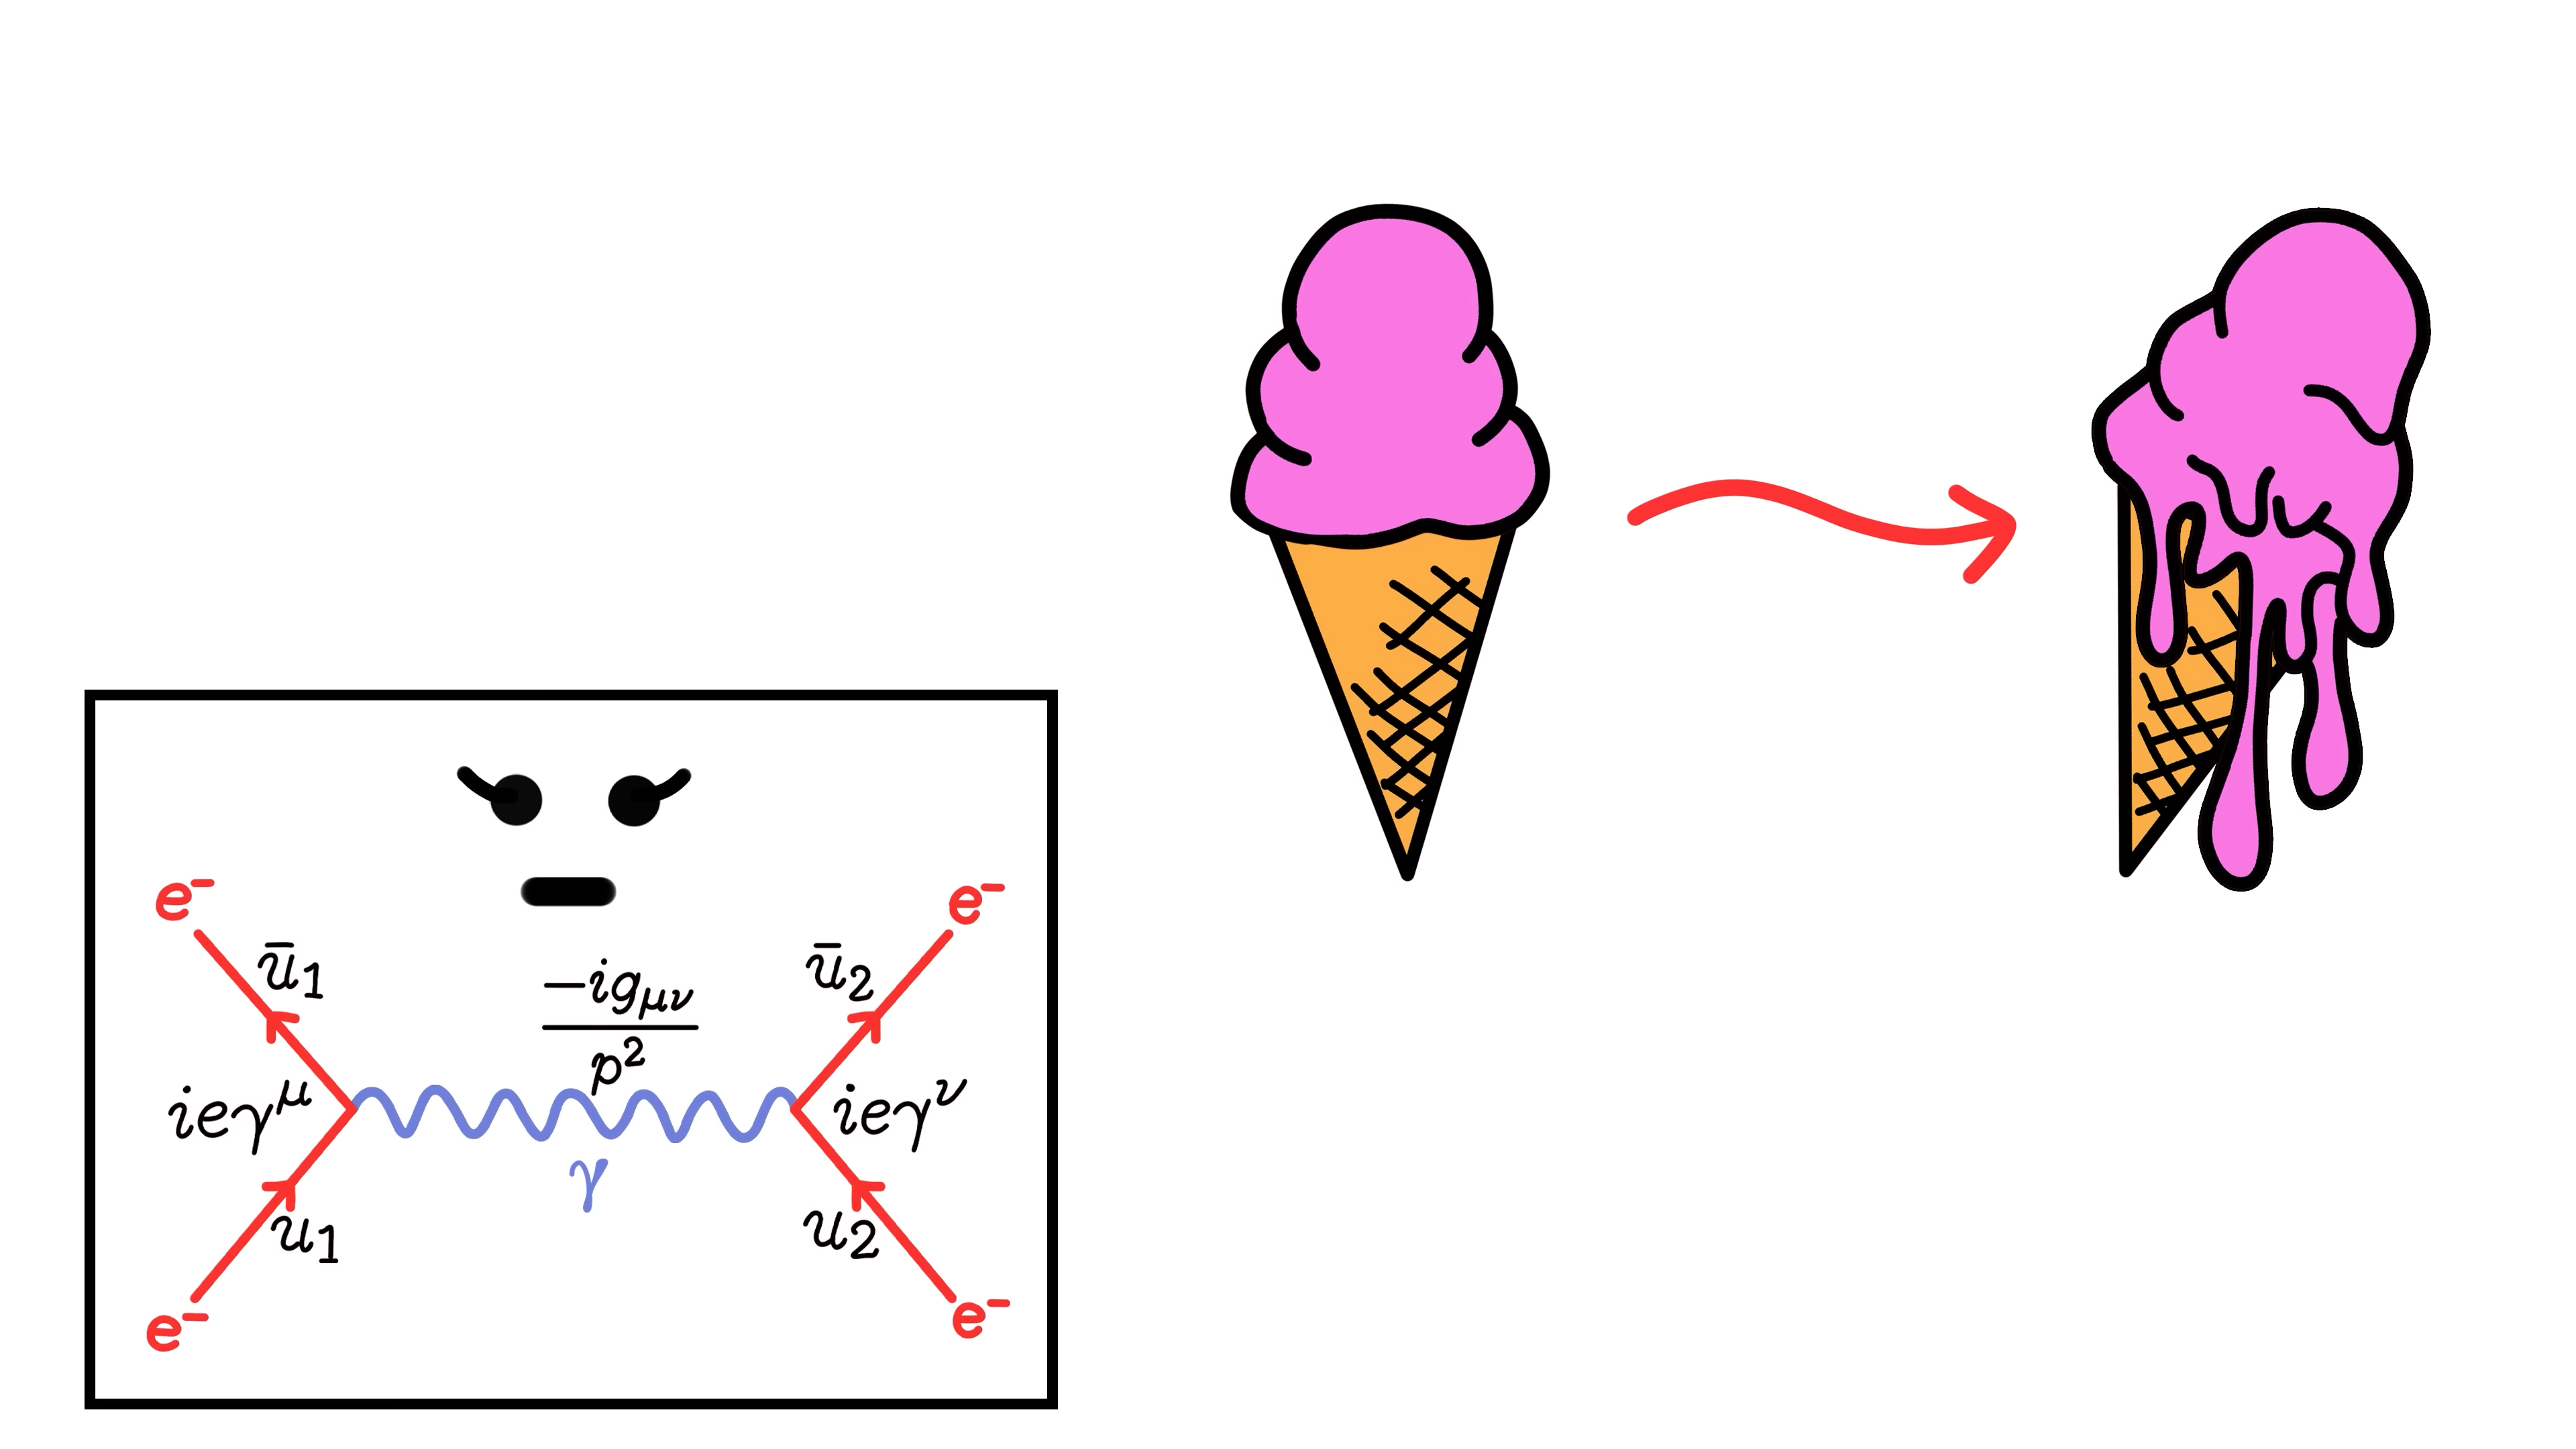 e⁻
e⁻
ū₁
ū₂
-ig_μν
p²
ieγ^μ
ieγ^ν
γ
u₁
u₂
e⁻
e⁻